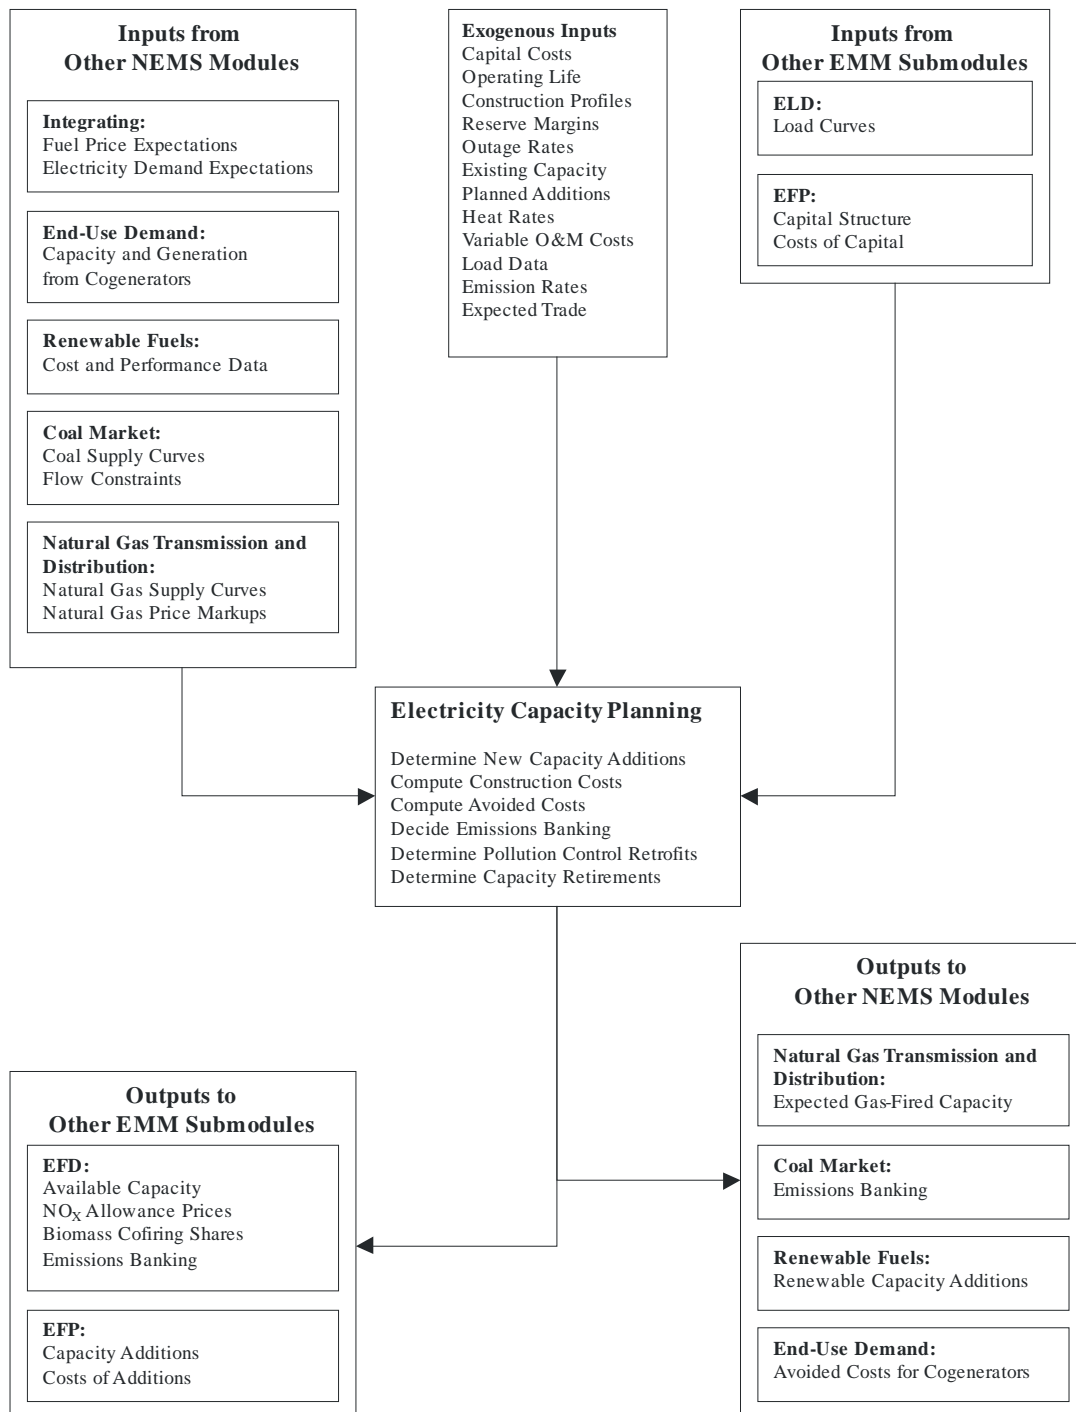 Inputs from
Other NEMS Modules
Integrating:
Fuel Price Expectations
Electricity Demand Expectations
End-Use Demand:
Capacity and Generation
from Cogenerators
Renewable Fuels:
Cost and Performance Data
Coal Market:
Coal Supply Curves
Flow Constraints
Natural Gas Transmission and
Distribution:
Natural Gas Supply Curves
Natural Gas Price Markups
Exogenous Inputs
Capital Costs
Operating Life
Construction Profiles
Reserve Margins
Outage Rates
Existing Capacity
Planned Additions
Heat Rates
Variable O&M Costs
Load Data
Emission Rates
Expected Trade
Inputs from
Other EMM Submodules
ELD:
Load Curves
EFP:
Capital Structure
Costs of Capital
Electricity Capacity Planning
Determine New Capacity Additions
Compute Construction Costs
Compute Avoided Costs
Decide Emissions Banking
Determine Pollution Control Retrofits
Determine Capacity Retirements
Outputs to
Other EMM Submodules
EFD:
Available Capacity
NOX Allowance Prices
Biomass Cofiring Shares
Emissions Banking
EFP:
Capacity Additions
Costs of Additions
Outputs to
Other NEMS Modules
Natural Gas Transmission and
Distribution:
Expected Gas-Fired Capacity
Coal Market:
Emissions Banking
Renewable Fuels:
Renewable Capacity Additions
End-Use Demand:
Avoided Costs for Cogenerators